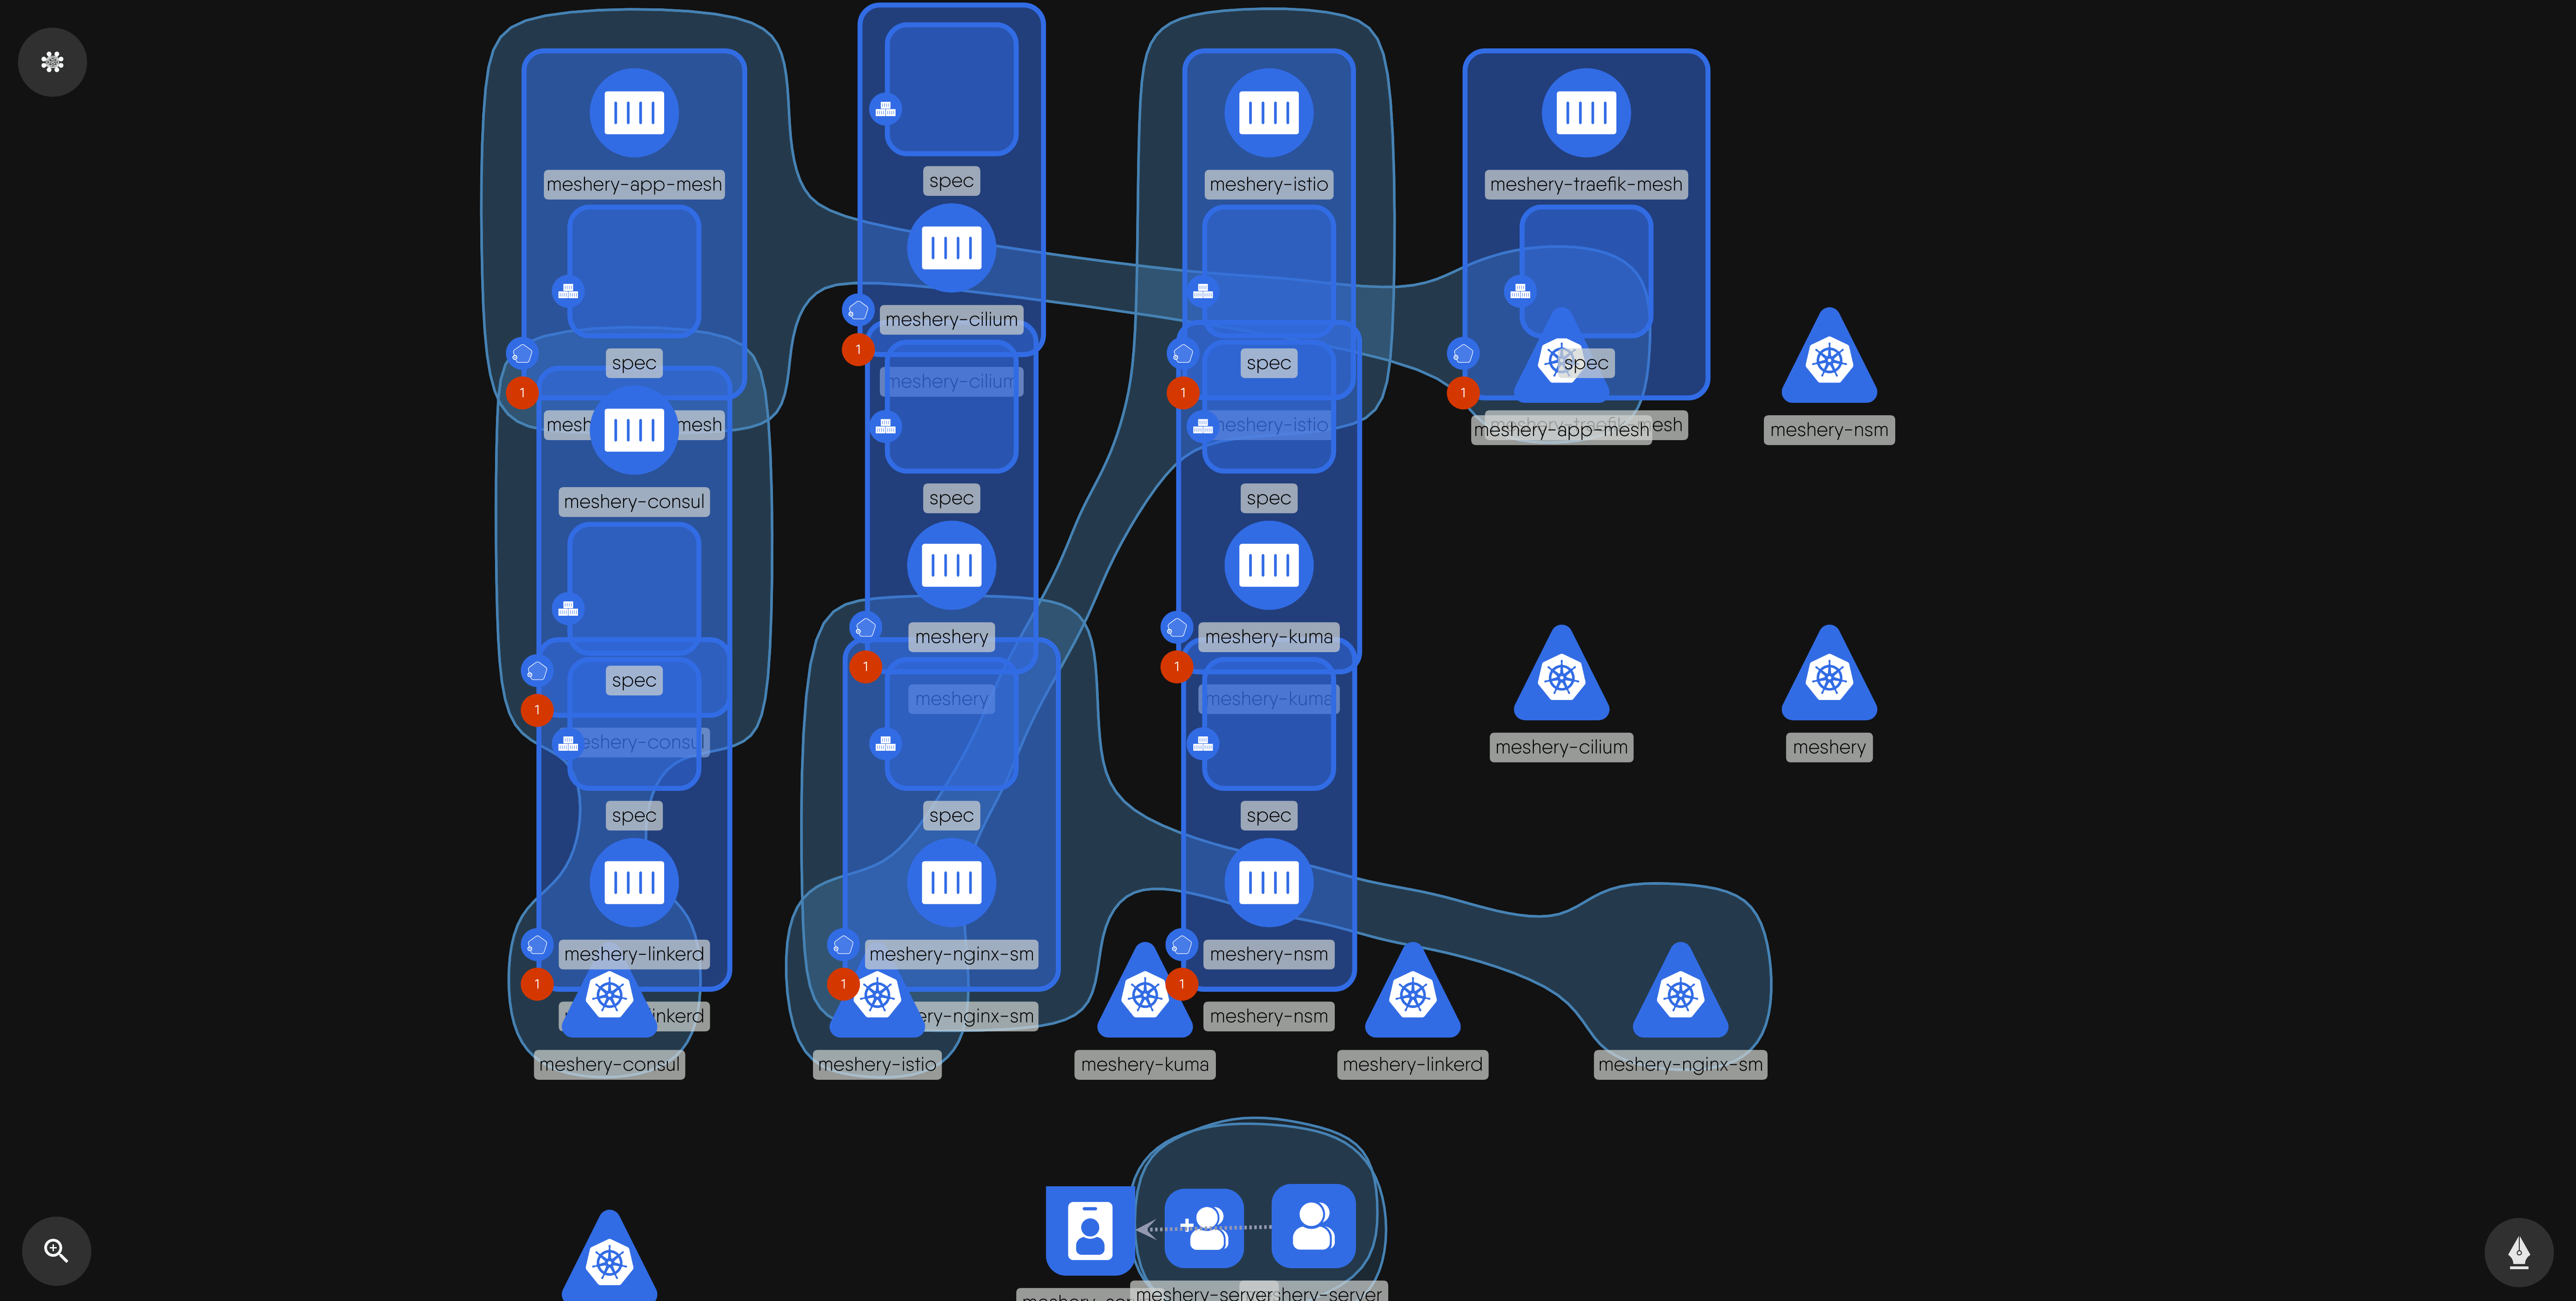 meshery-app-mesh
spec
mesh
mesh
1
meshery-consul
spec
eshery-consul
1
spec
meshery-linkerd
inkerd
1
meshery-consul
spec
meshery-cilium
meshery-cilium
1
spec
meshery
meshery
1
spec
meshery-nginx-sm
ery-nginx-sm
1
meshery-istio
meshery-istio
spec
meshery-istio
1
spec
meshery-kuma
meshery-kuma
1
spec
meshery-nsm
meshery-nsm
1
meshery-kuma
meshery-traefik-mesh
spec
1
meshery-app-mesh
esh
meshery-nsm
meshery-cilium
meshery
meshery-linkerd
meshery-nginx-sm
meshery-server
shery-server